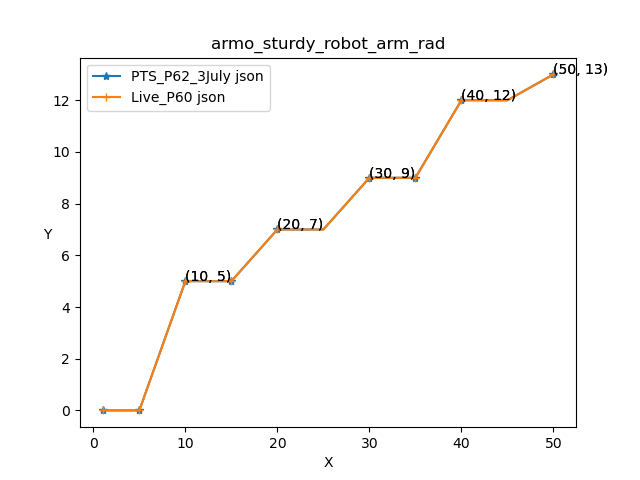 armo_sturdy_robot_arm_rad
PTS_P62_3July json
Live_P60 json
(50, 13)
(40, 12)
(30, 9)
(20, 7)
(10, 5)
12
10
8
6
4
2
0
Y
0 10 20 30 40 50
X